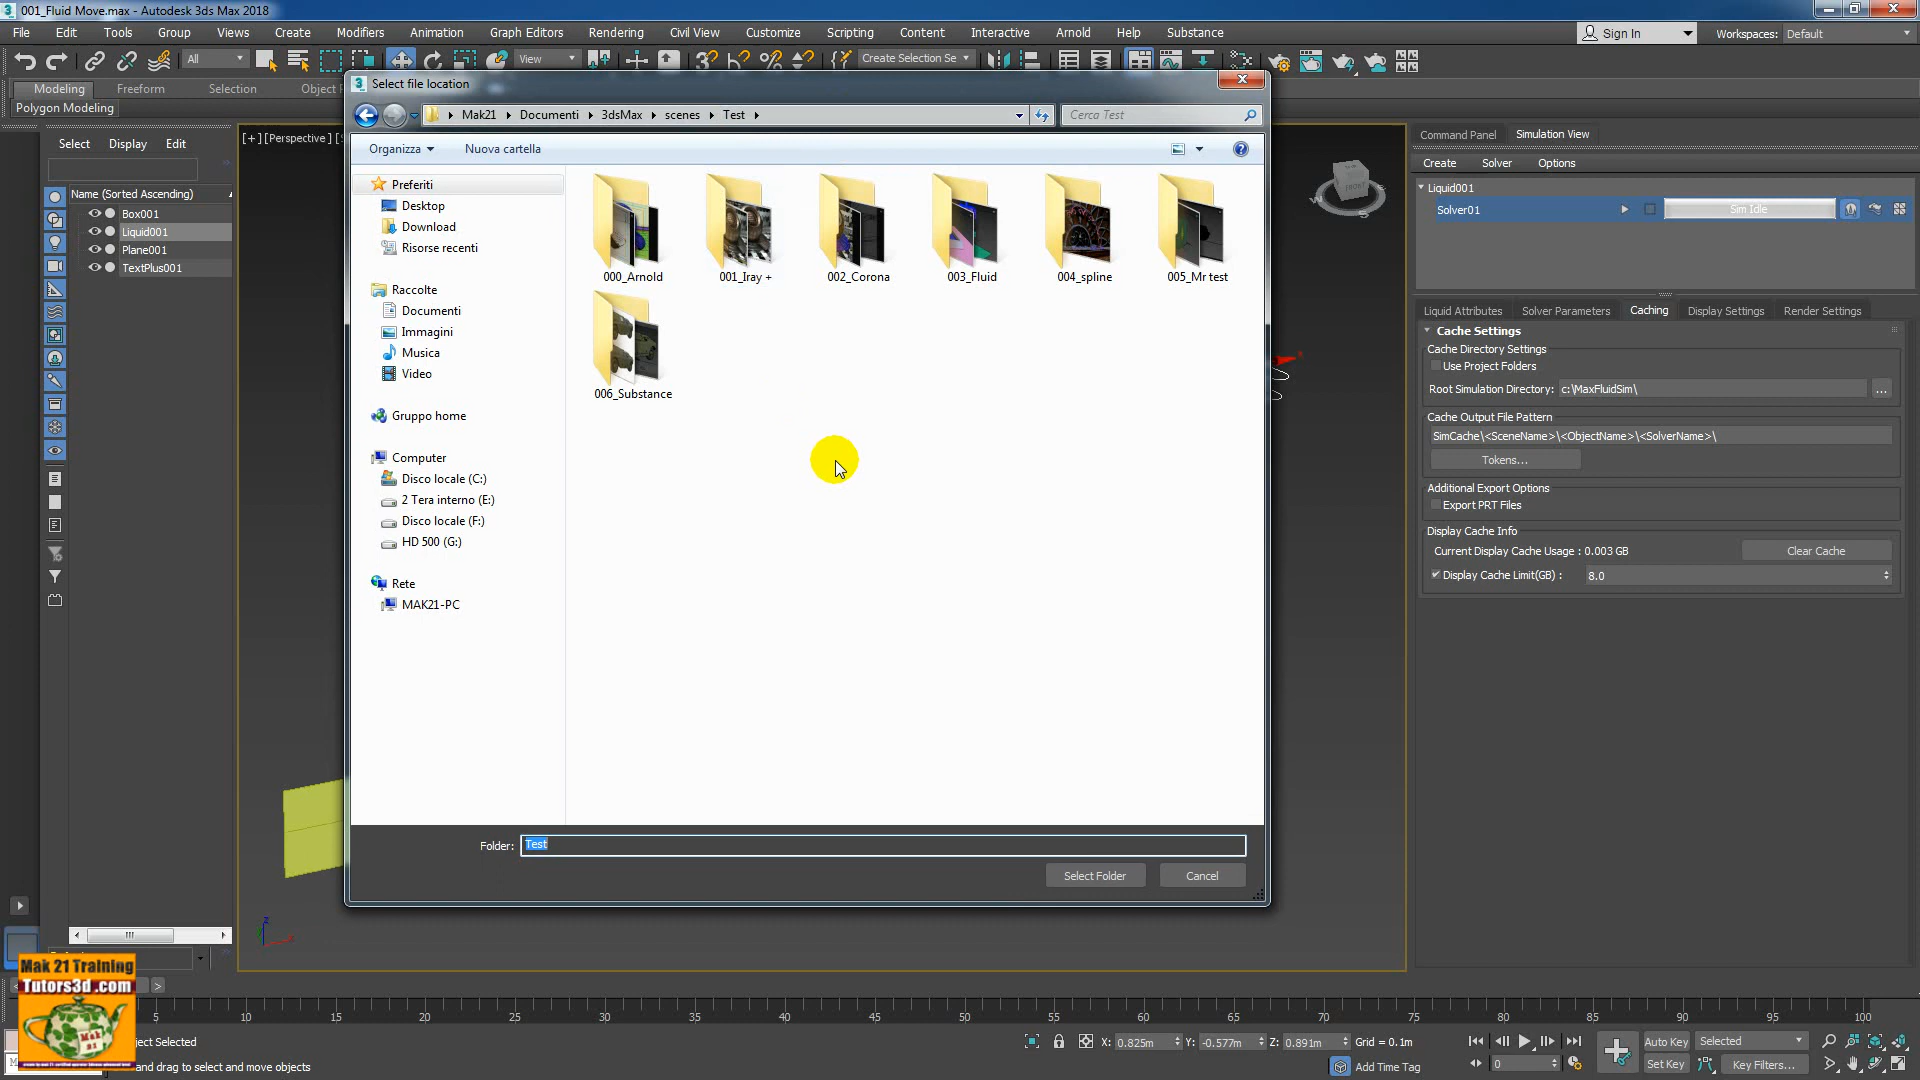 001_Fluid Move.max - Autodesk 3ds Max 2018
File Edit Tools Group Views Create Modifiers Animation Graph Editors Rendering Civil View Customize Scripting Content Interactive Arnold Help Substance
Sign In
Workspaces: Default
All
View
Create Selection Se
Modeling Freeform Selection Object
Polygon Modeling
Select Display Edit
Name (Sorted Ascending)
Box001
Liquid001
Plane001
TextPlus001
[+] [Perspective]
Select file location
Mak21 Documenti 3dsMax scenes Test
Cerca Test
Organizza Nuova cartella
Preferiti
Desktop
Download
Risorse recenti
Raccolte
Documenti
Immagini
Musica
Video
Gruppo home
Computer
Disco locale (C:)
2 Tera interno (E:)
Disco locale (F:)
HD 500 (G:)
Rete
MAK21-PC
000_Arnold 001_Iray + 002_Corona 003_Fluid 004_spline 005_Mr test
006_Substance
Folder: Test
Select Folder Cancel
FRONT
W
S
Command Panel Simulation View
Create Solver Options
Liquid001
Solver01
Sim Idle
Liquid Attributes Solver Parameters Caching Display Settings Render Settings
Cache Settings
Cache Directory Settings
Use Project Folders
Root Simulation Directory: c:\MaxFluidSim\ ...
Cache Output File Pattern
SimCache\<SceneName>\<ObjectName>\<SolverName>\
Tokens...
Additional Export Options
Export PRT Files
Display Cache Info
Current Display Cache Usage : 0.003 GB
Clear Cache
Display Cache Limit(GB) : 8.0
z
x
Mak 21 Training
Tutors3d .com
Mak
21
5 10 15 20 25 30 35 40 45 50 55 60 65 70 75 80 85 90 95 100
ject Selected
and drag to select and move objects
X: 0.825m Y: -0.577m Z: 0.891m Grid = 0.1m
Add Time Tag
0
Auto Key Selected
Set Key Key Filters...